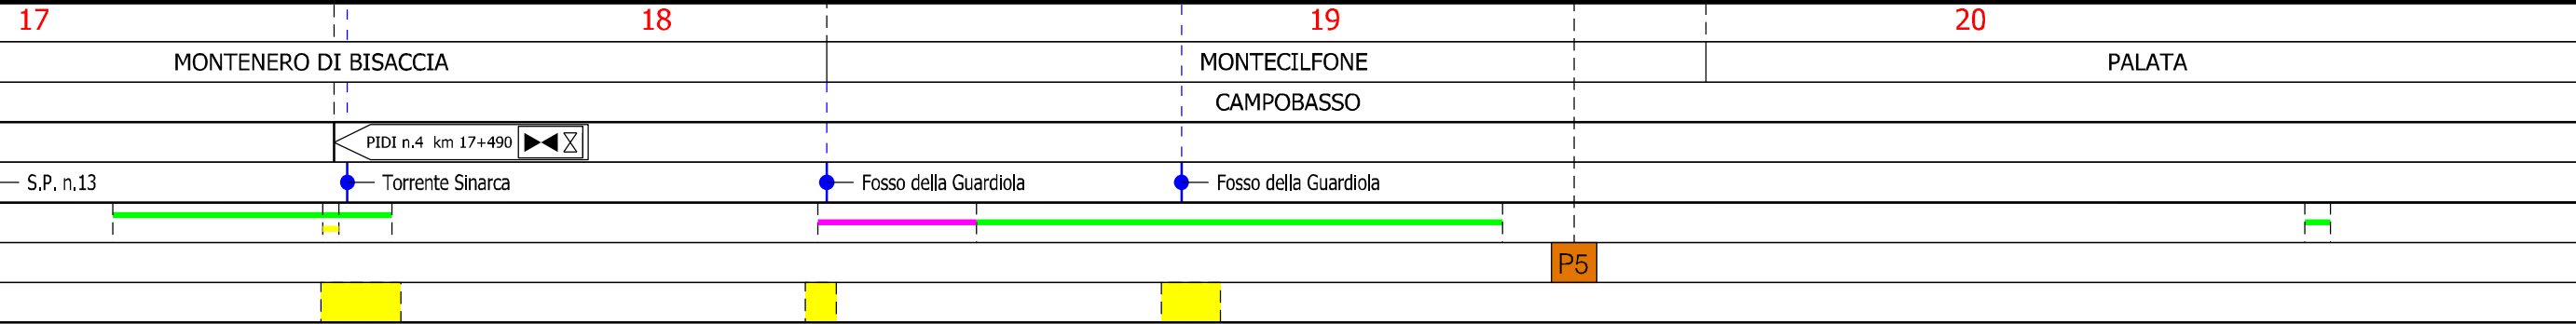 17 18 19 20
MONTENERO DI BISACCIA MONTECILFONE PALATA
CAMPOBASSO
PIDI n.4 km 17+490
S.P. n.13 Torrente Sinarca Fosso della Guardiola Fosso della Guardiola
P5